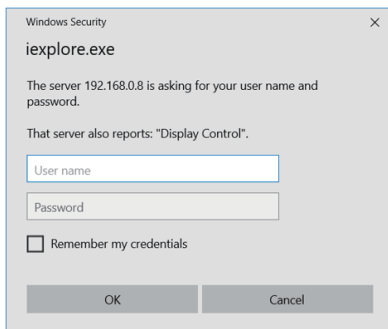 Windows Security
iexplore.exe
The server 192.168.0.8 is asking for your user name and
password.
That server also reports: "Display Control".
User name
Password
Remember my credentials
OK Cancel